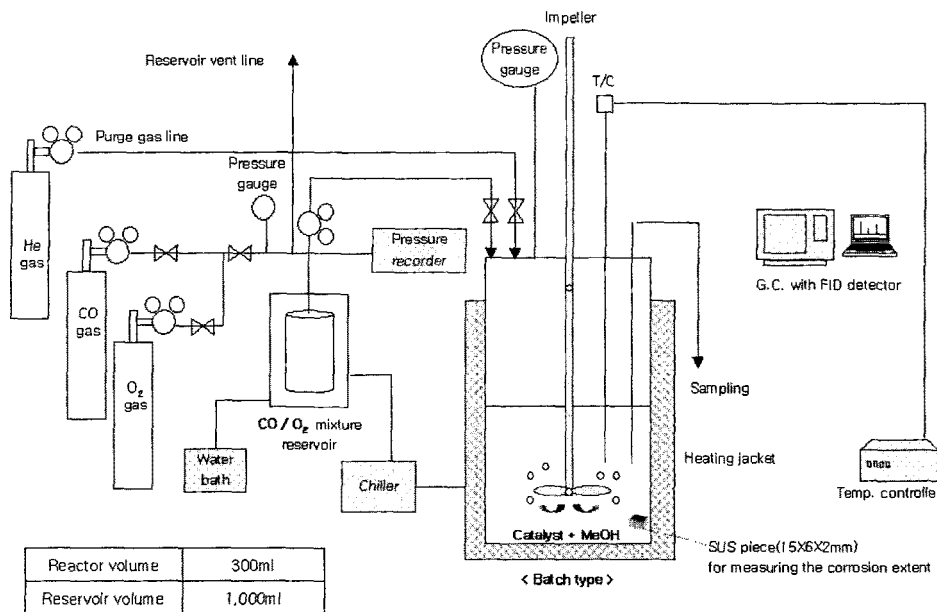 Impeller
Pressure
gauge
Reservoir vent line
T/C
Purge gas line
Pressure
gauge
He
gas
Pressure
recorder
CO
gas
G.C. with FID detector
O₂
gas
Sampling
CO / O₂ mixture
reservoir
Water
bath
Chiller
Heating jacket
Temp. controlle
Catalyst + MeOH
SUS piece(15X6X2mm)
for measuring the corrosion extent
< Batch type >
Reactor volume 300ml
Reservoir volume 1,000ml